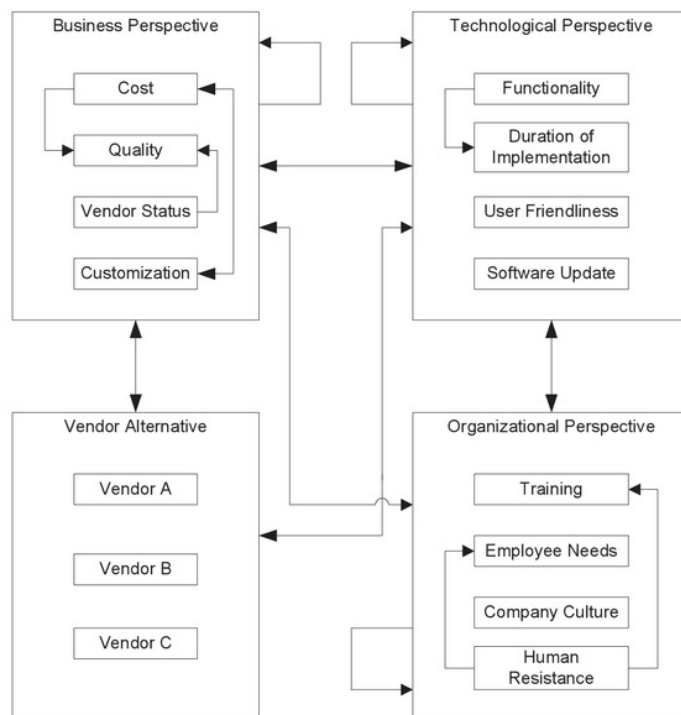 Business Perspective
Cost
Quality
Vendor Status
Customization
Technological Perspective
Functionality
Duration of
Implementation
User Friendliness
Software Update
Vendor Alternative
Vendor A
Vendor B
Vendor C
Organizational Perspective
Training
Employee Needs
Company Culture
Human
Resistance